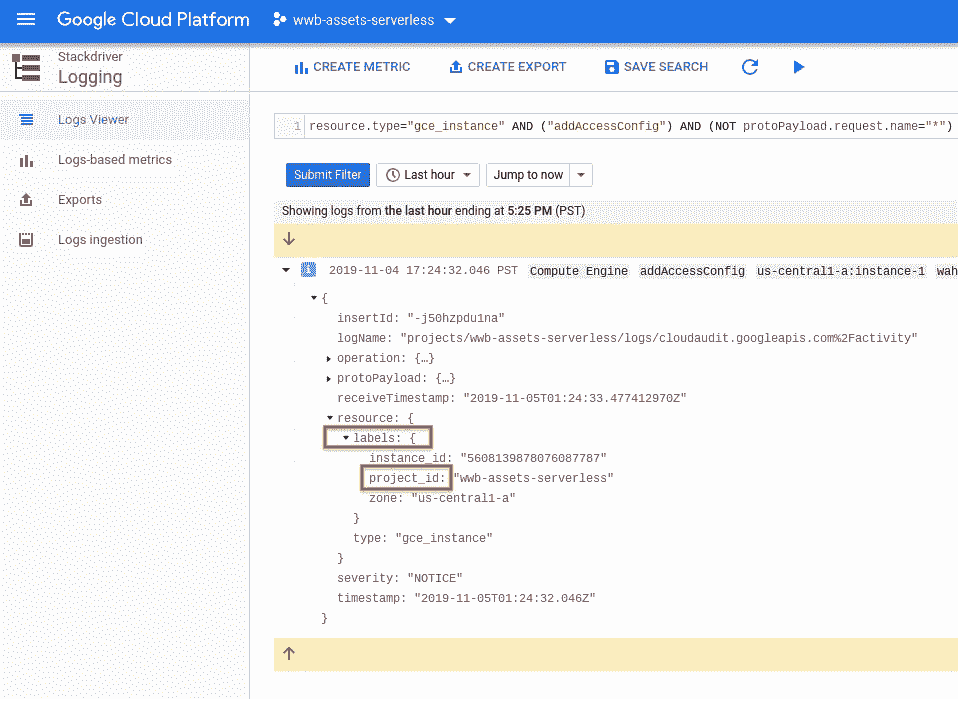 Google Cloud Platform wwb-assets-serverless
Stackdriver
Logging
CREATE METRIC CREATE EXPORT SAVE SEARCH
Logs Viewer
Logs-based metrics
Exports
Logs ingestion
1 resource.type="gce_instance" AND ("addAccessConfig") AND (NOT protoPayload.request.name="*")
Submit Filter Last hour Jump to now
Showing logs from the last hour ending at 5:25 PM (PST)
2019-11-04 17:24:32.046 PST Compute Engine addAccessConfig us-central1-a:instance-1 wah
{
insertId: "-j50hzpdu1na"
logName: "projects/wwb-assets-serverless/logs/cloudaudit.googleapis.com%2Factivity"
operation: {…}
protoPayload: {…}
receiveTimestamp: "2019-11-05T01:24:33.477412970Z"
resource: {
labels: {
instance_id: "5608139878076087787"
project_id: "wwb-assets-serverless"
zone: "us-central1-a"
}
type: "gce_instance"
}
severity: "NOTICE"
timestamp: "2019-11-05T01:24:32.046Z"
}